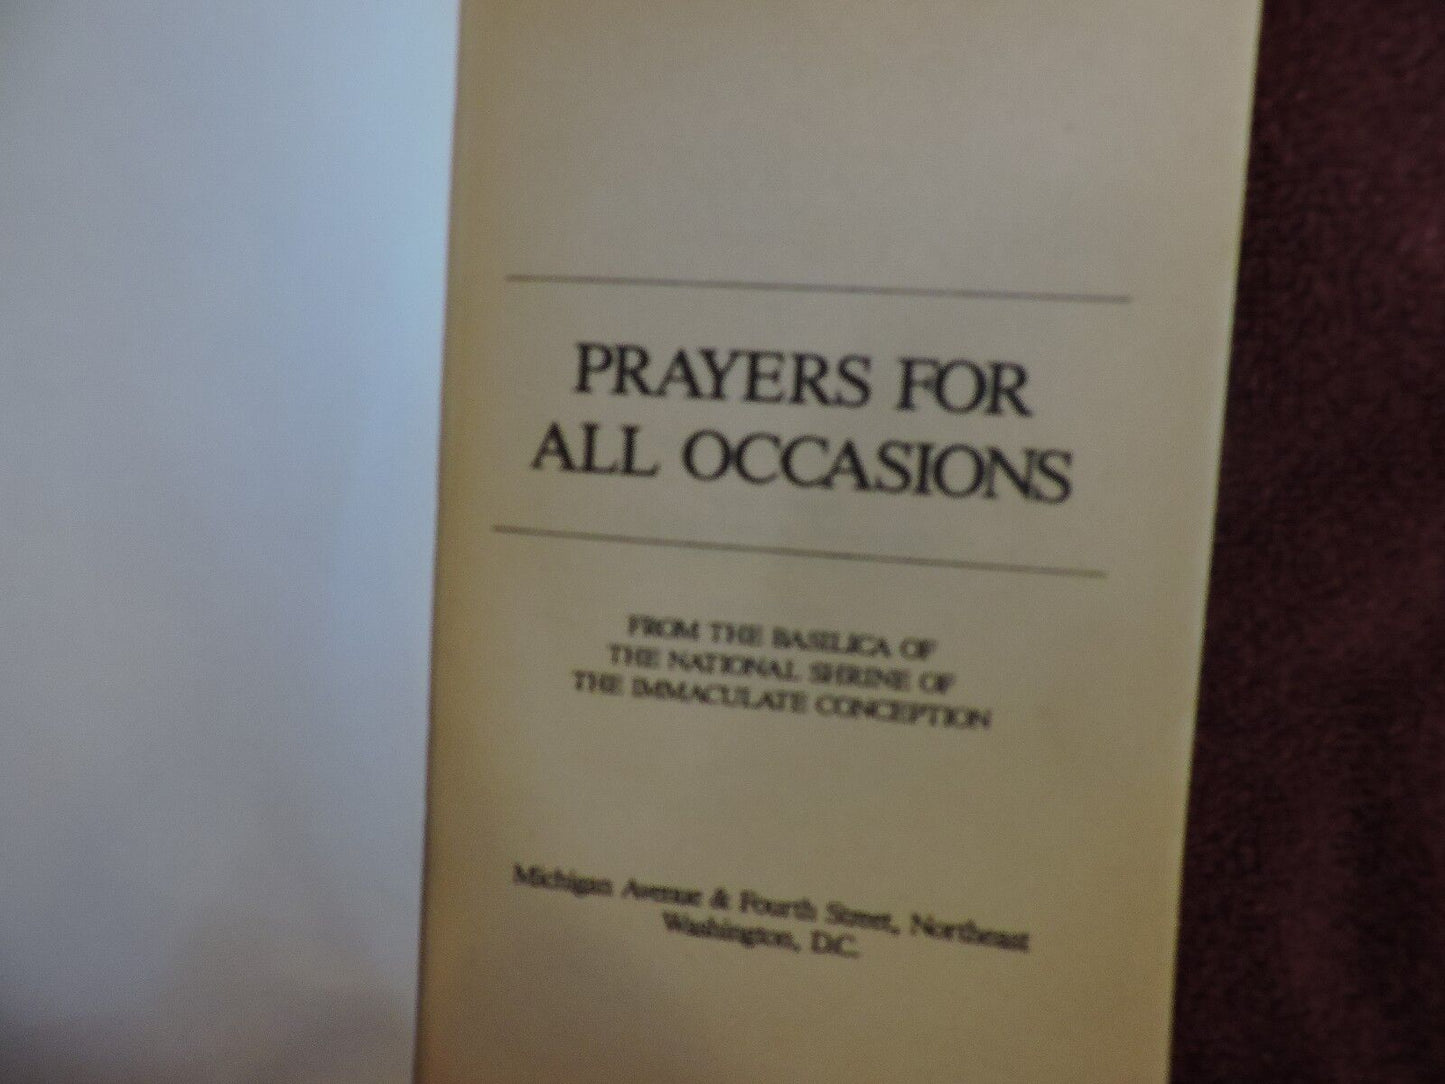 PRAYERS FOR
ALL OCCASIONS
FROM THE BASILICA OF
THE NATIONAL SHRINE OF
THE IMMACULATE CONCEPTION
Michigan Avenue & Fourth Street, Northeast
Washington, D.C.